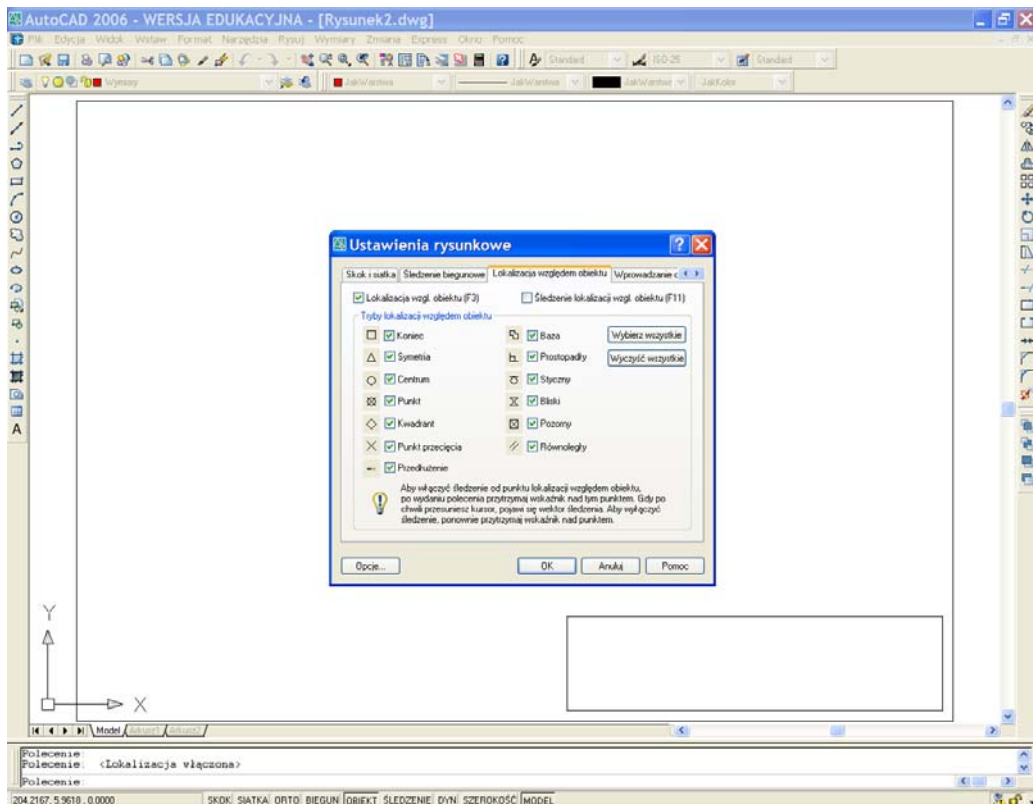 AutoCAD 2006 - WERSJA EDUKACYJNA - [Rysunek2.dwg]
Plik Edycja Widok Wstaw Format Narzędzia Rysuj Wymiary Zmiana Express Okno Pomoc
Standard ISO-25 Standard
Wymiary JakWarstwa JakWarstwa JakWarstwa JakKolor
Ustawienia rysunkowe
Skok i siatka Śledzenie biegunowe Lokalizacja względem obiektu Wprowadzanie
Lokalizacja wzgl. obiektu (F3) Śledzenie lokalizacji wzgl. obiektu (F11)
Tryby lokalizacji względem obiektu
Koniec Baza Wybierz wszystkie
Symetria Prostopadły Wyczyść wszystkie
Centrum Styczny
Punkt Bliski
Kwadrant Pozorny
Punkt przecięcia Równoległy
Przedłużenie
Aby włączyć śledzenie od punktu lokalizacji względem obiektu,
po wydaniu polecenia przytrzymaj wskaźnik nad tym punktem. Gdy po
chwili przesuniesz kursor, pojawi się wektor śledzenia. Aby wyłączyć
śledzenie, ponownie przytrzymaj wskaźnik nad punktem.
Opcje... OK Anuluj Pomoc
Y
X
Model Arkusz1 Arkusz2
Polecenie:
Polecenie: <Lokalizacja włączona>
Polecenie:
204.2167, 5.9618 , 0.0000 SKOK SIATKA ORTO BIEGUN OBIEKT ŚLEDZENIE DYN SZEROKOŚĆ MODEL